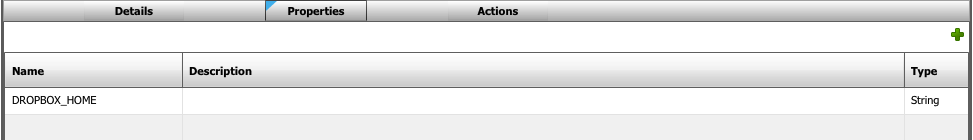 Details Properties Actions
Name Description Type
DROPBOX_HOME String